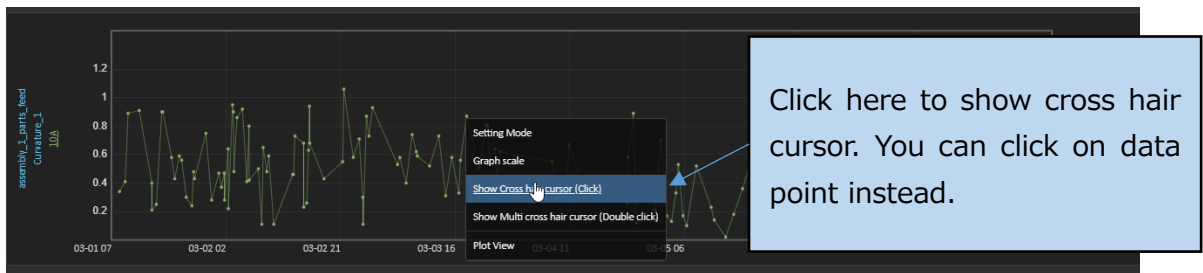 assembly_1_parts_feed
Curvature_1
10A
1.2
1
0.8
0.6
0.4
0.2
03-01 07
03-02 02
03-02 21
03-03 16
03-04 11
03-05 06
Setting Mode
Graph scale
Show Cross hair cursor (Click)
Show Multi cross hair cursor (Double click)
Plot View
Click here to show cross hair
cursor. You can click on data
point instead.